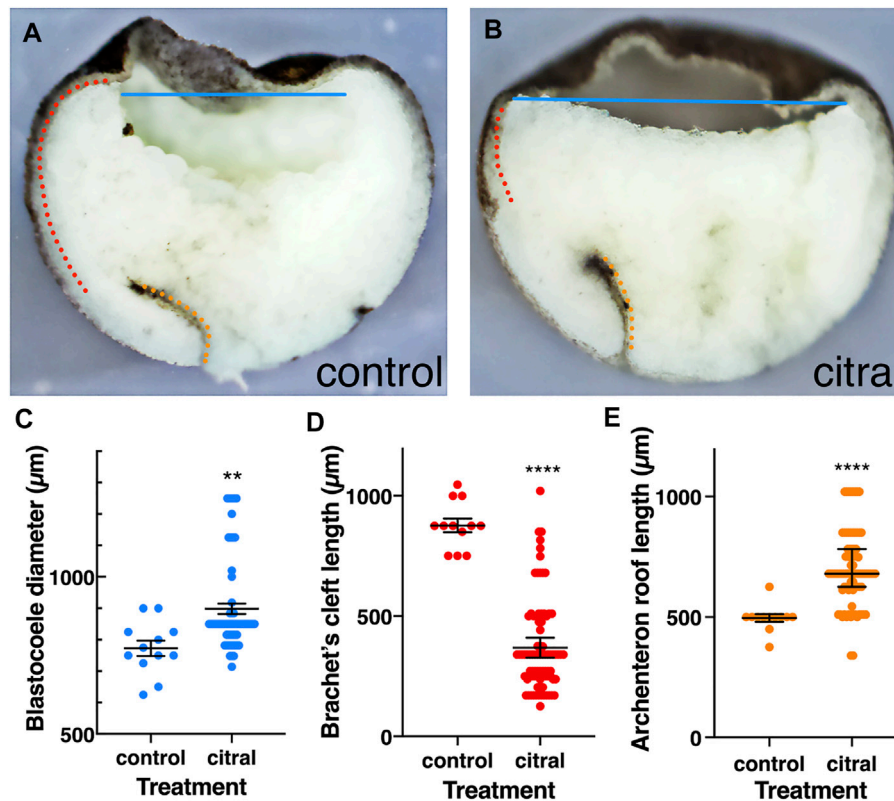 A
control
B
citral
C
Blastocoele diameter (µm)
1000
500
**
control citral
Treatment
D
Brachet's cleft length (µm)
1000
500
0
****
control citral
Treatment
E
Archenteron roof length (µm)
1000
500
0
****
control citral
Treatment